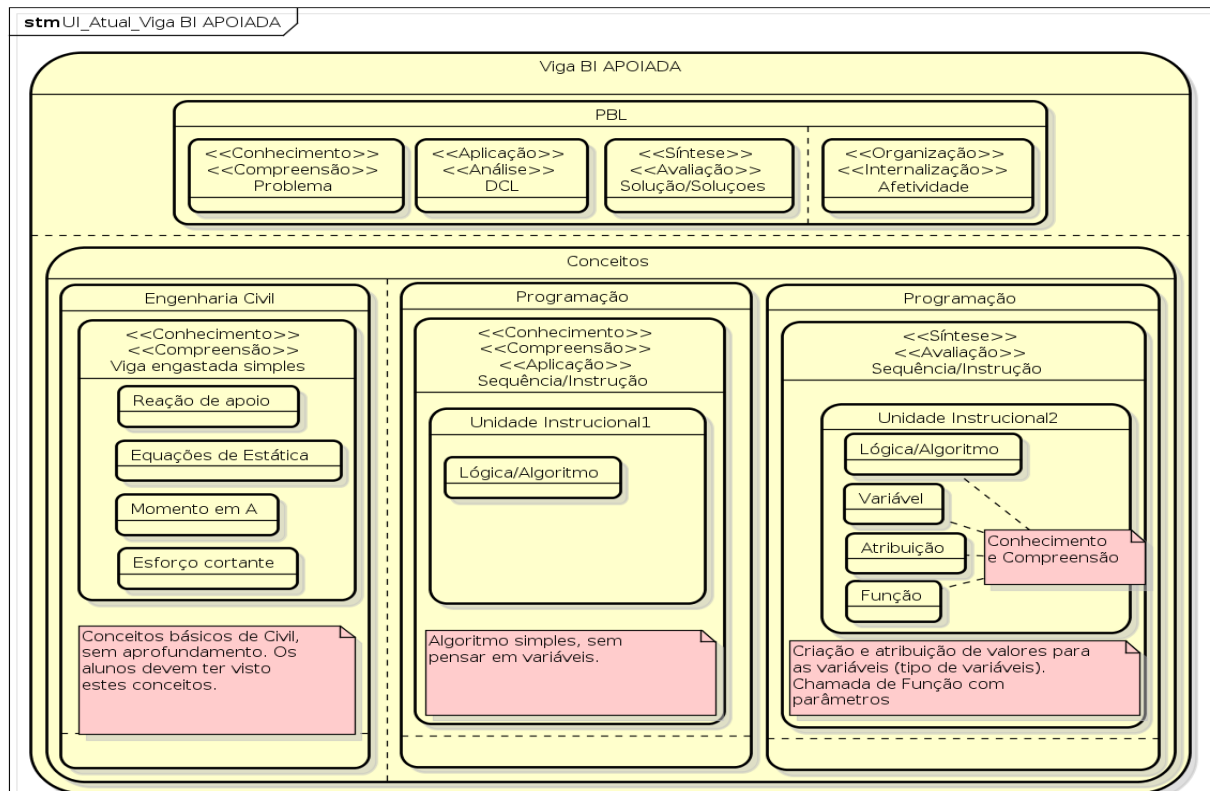 stm UI_Atual_Viga BI APOIADA
Viga BI APOIADA
PBL
<<Conhecimento>>
<<Compreensão>>
Problema
<<Aplicação>>
<<Análise>>
DCL
<<Síntese>>
<<Avaliação>>
Solução/Soluçoes
<<Organização>>
<<Internalização>>
Afetividade
Conceitos
Engenharia Civil
<<Conhecimento>>
<<Compreensão>>
Viga engastada simples
Reação de apoio
Equações de Estática
Momento em A
Esforço cortante
Conceitos básicos de Civil,
sem aprofundamento. Os
alunos devem ter visto
estes conceitos.
Programação
<<Conhecimento>>
<<Compreensão>>
<<Aplicação>>
Sequência/Instrução
Unidade Instrucional1
Lógica/Algoritmo
Algoritmo simples, sem
pensar em variáveis.
Programação
<<Síntese>>
<<Avaliação>>
Sequência/Instrução
Unidade Instrucional2
Lógica/Algoritmo
Variável
Atribuição
Função
Conhecimento
e Compreensão
Criação e atribuição de valores para
as variáveis (tipo de variáveis).
Chamada de Função com
parâmetros